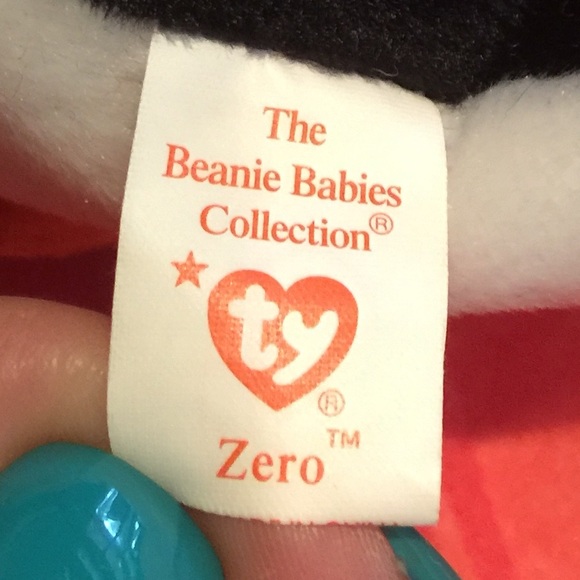 The
Beanie Babies
Collection®
ty
®
Zero™